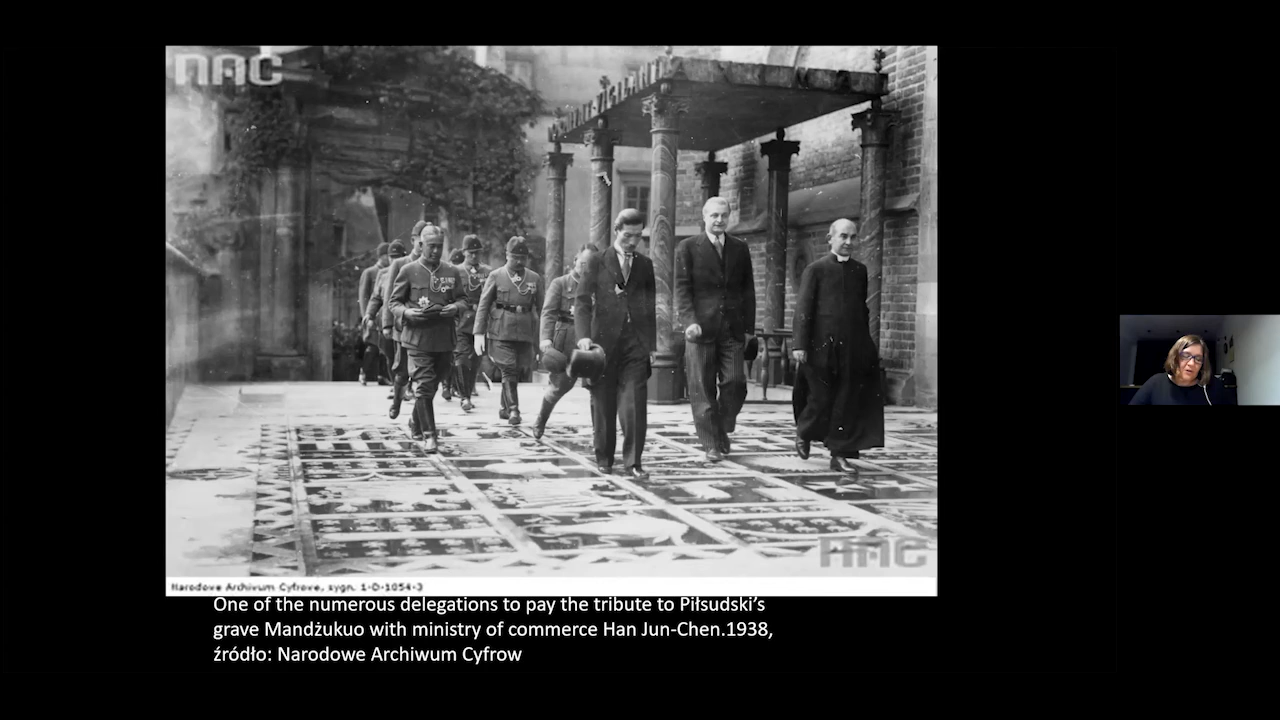 NAC
NAC
Narodowe Archiwum Cyfrowe, sygn. 1-D-1054-3
One of the numerous delegations to pay the tribute to Piłsudski’s
grave Mandżukuo with ministry of commerce Han Jun-Chen.1938,
źródło: Narodowe Archiwum Cyfrow